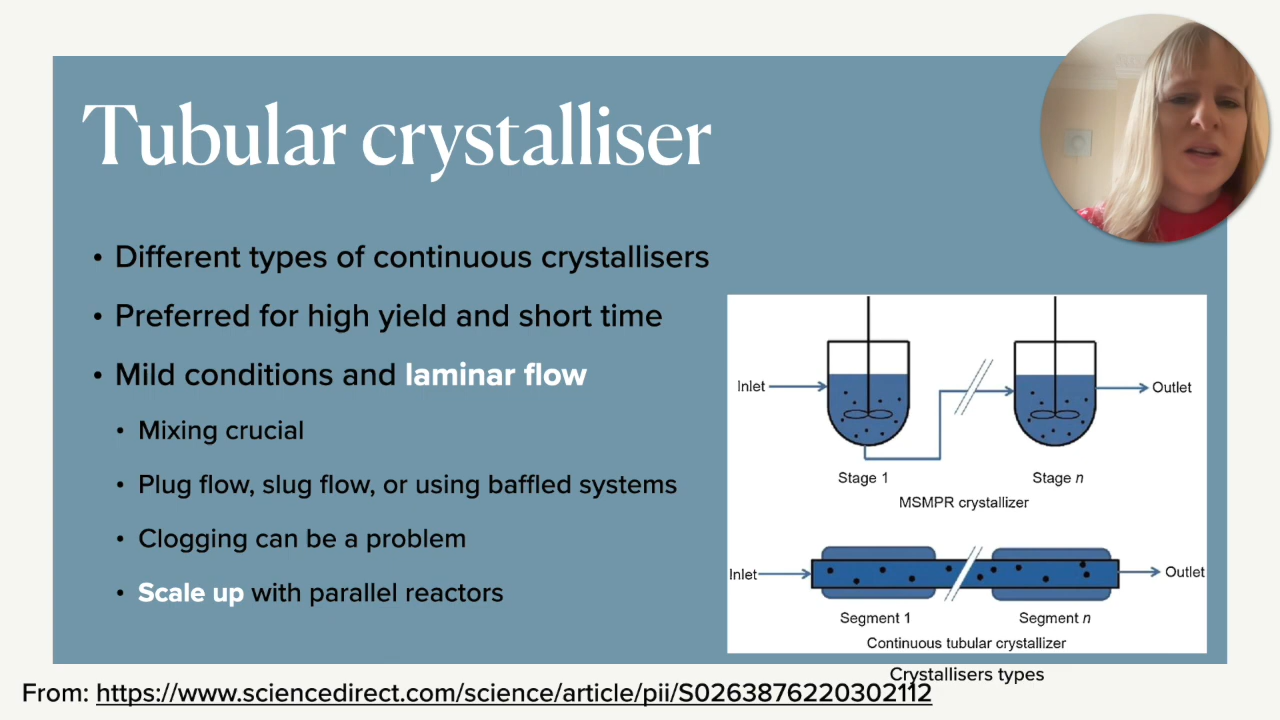 Tubular crystalliser
• Different types of continuous crystallisers
• Preferred for high yield and short time
• Mild conditions and laminar flow
• Mixing crucial
• Plug flow, slug flow, or using baffled systems
• Clogging can be a problem
• Scale up with parallel reactors
Inlet
Outlet
Stage 1
Stage n
MSMPR crystallizer
Inlet
Outlet
Segment 1
Segment n
Continuous tubular crystallizer
Crystallisers types
From: https://www.sciencedirect.com/science/article/pii/S0263876220302112